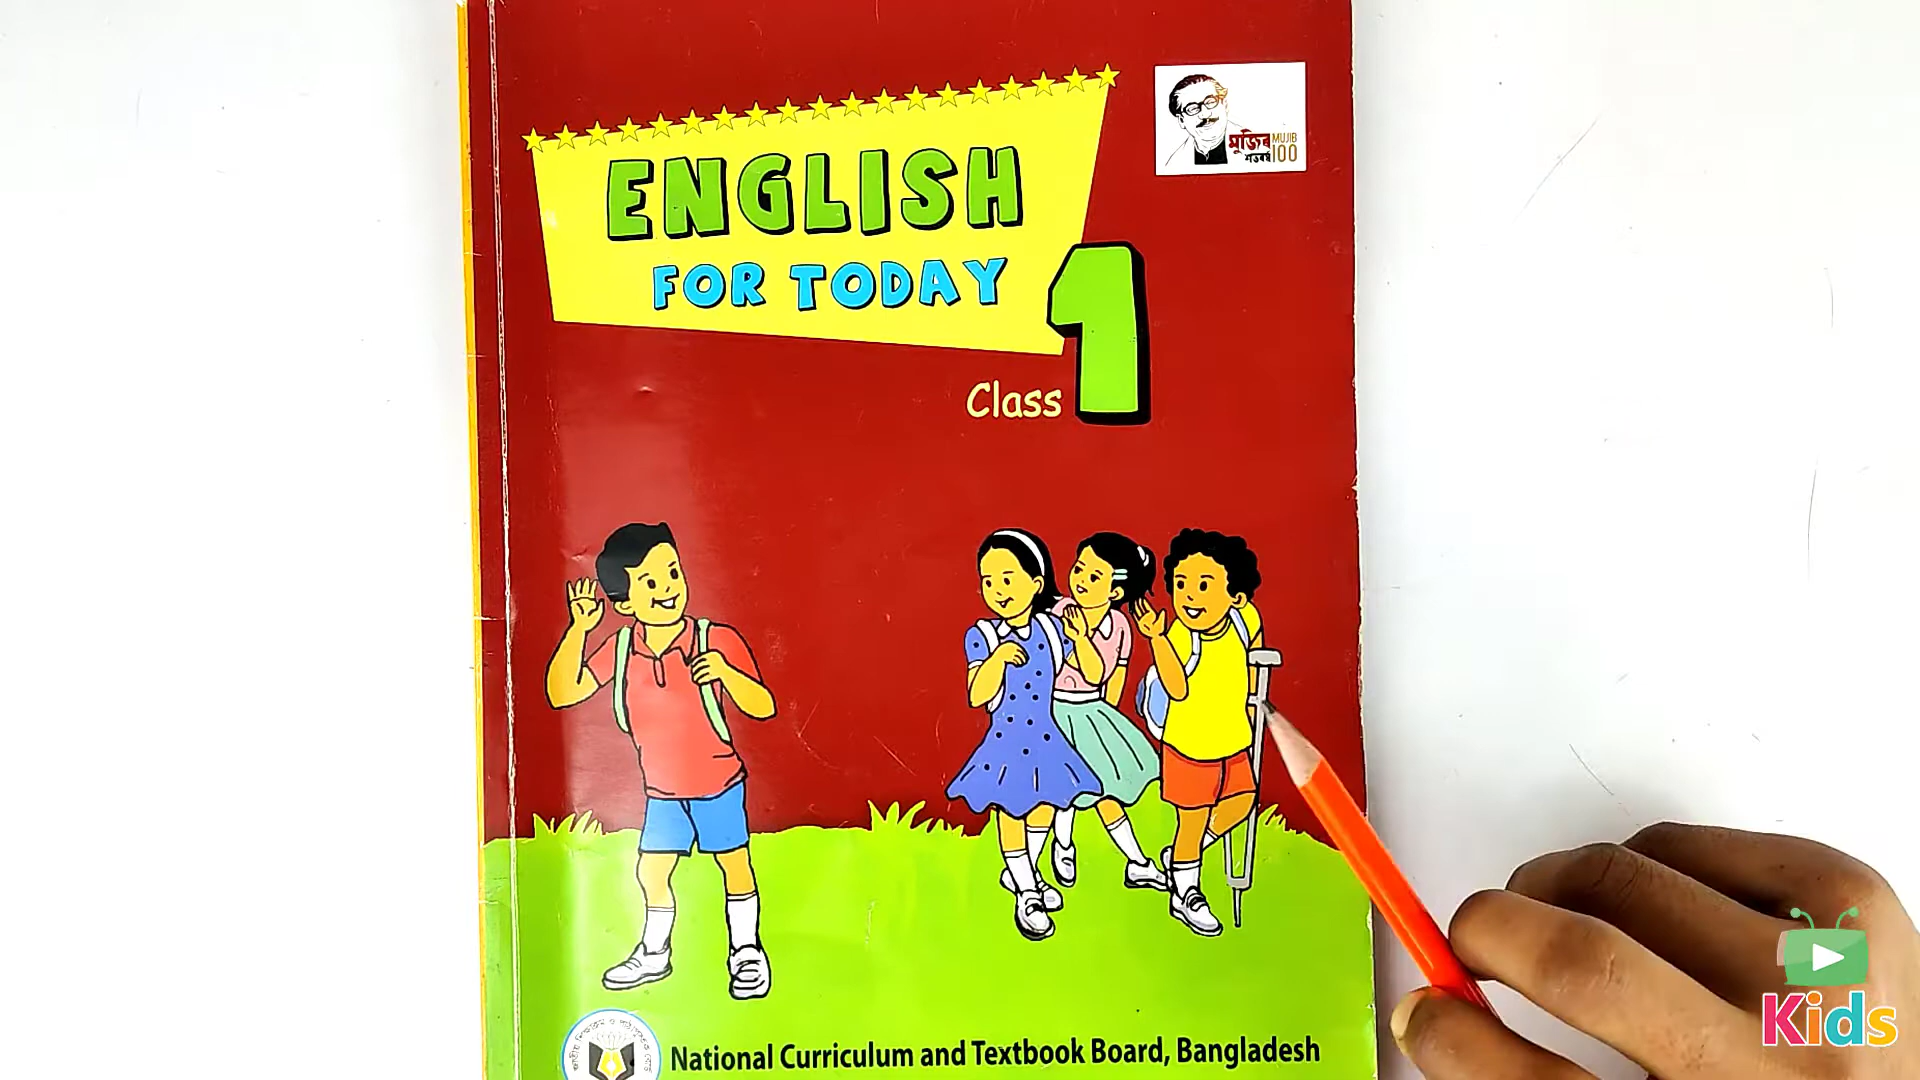 ENGLISH
FOR TODAY
Class 1
মুজিব
শতবর্ষ
MUJIB
100
National Curriculum and Textbook Board, Bangladesh
Kids